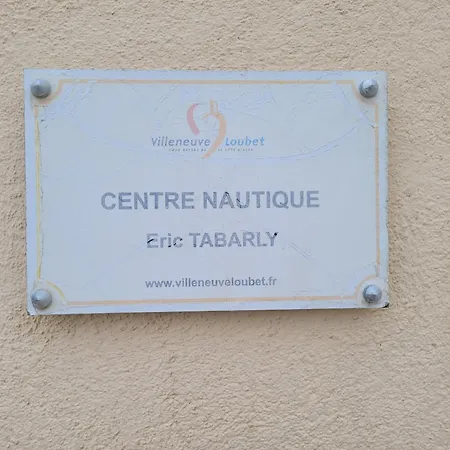 Villeneuve Loubet
CENTRE NAUTIQUE
Eric TABARLY
www.villeneuveloubet.fr